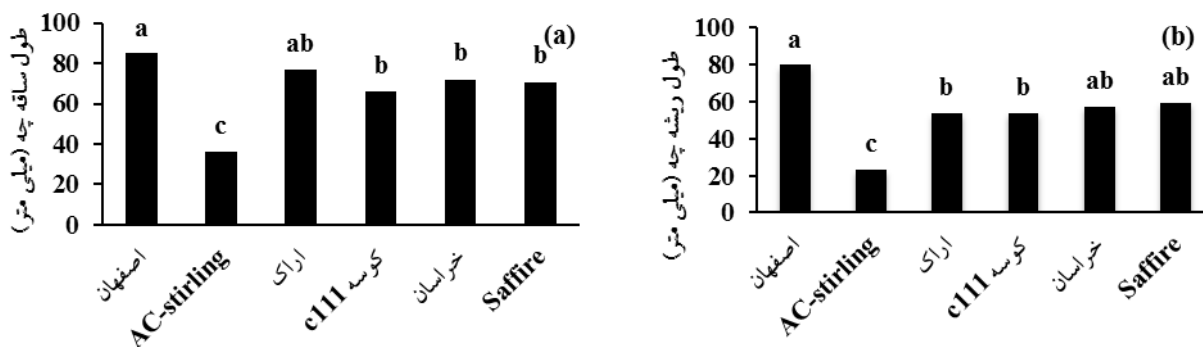 (a)
طول ساقه چه (میلی متر)
100
80
60
40
20
0
a
c
ab
b
b
b
اصفهان
AC-stirling
اراک
کوسه c111
خراسان
Saffire
(b)
طول ریشه چه (میلی متر)
100
80
60
40
20
0
a
c
b
b
ab
ab
اصفهان
AC-stirling
اراک
کوسه c111
خراسان
Saffire